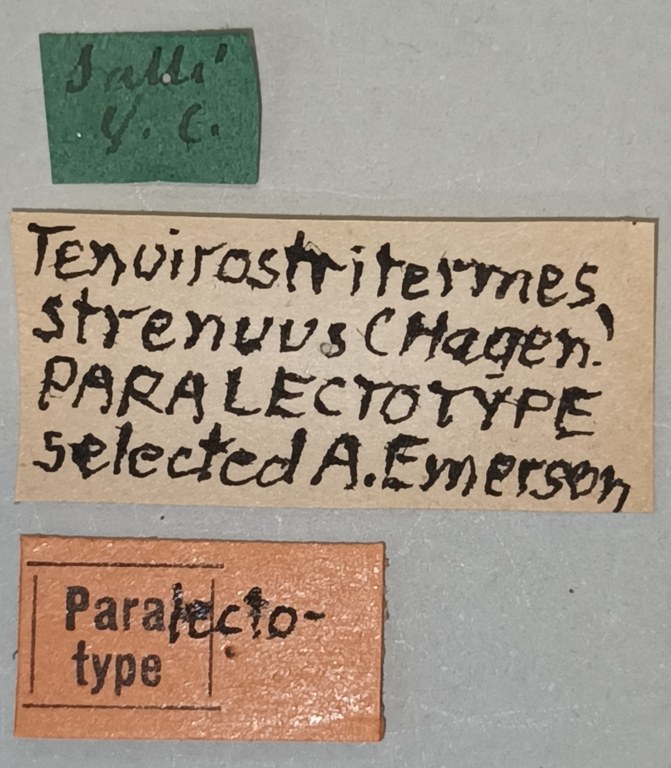 Sallé
V. C.
Tenuirostritermes
strenuus (Hagen)
PARALECTOTYPE
selected A. Emerson
Paralecto-
type